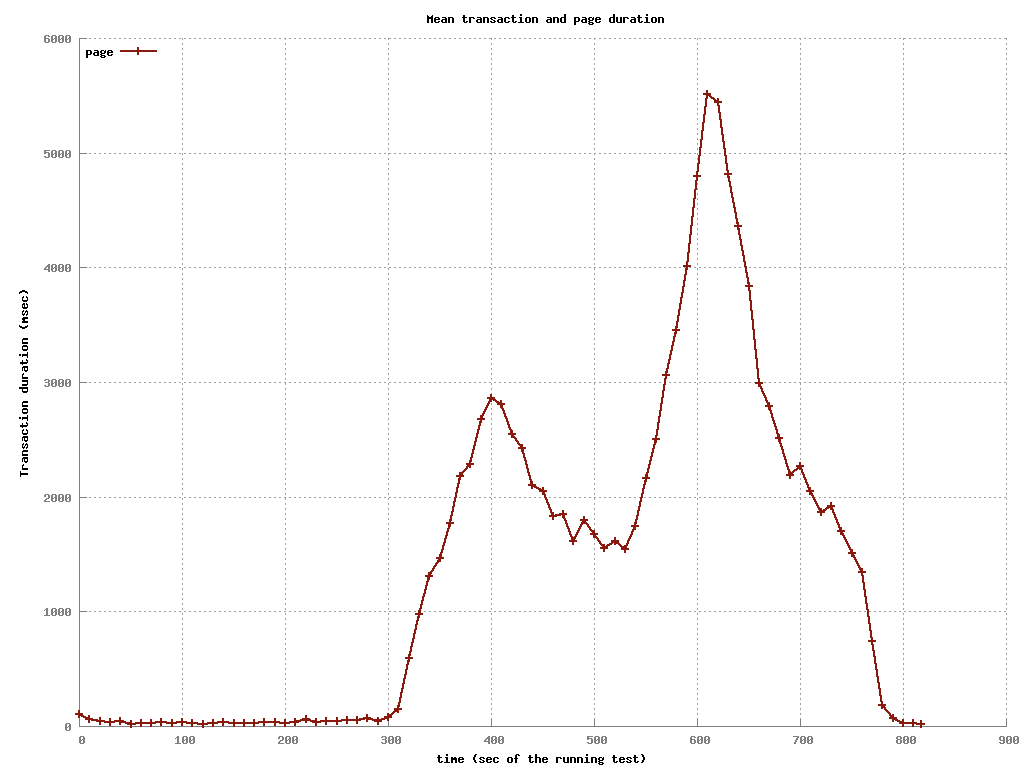 Mean transaction and page duration
6000
page
5000
4000
3000
2000
1000
0
Transaction duration (msec)
0 100 200 300 400 500 600 700 800 900
time (sec of the running test)